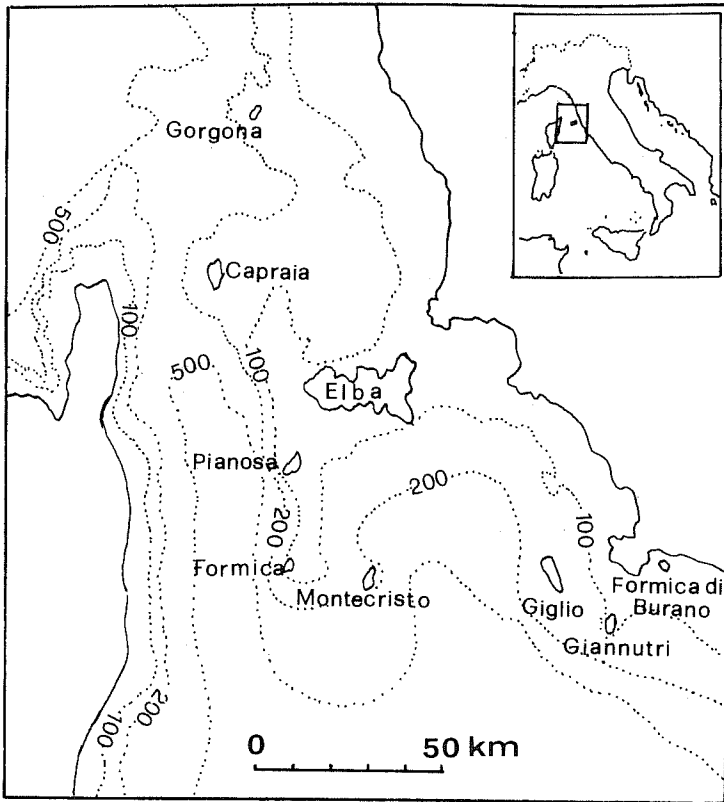 Gorgona
500
Capraia
100
500
100
Elba
Pianosa
200
200
100
Formica
Montecristo
Giglio
Formica di
Burano
Giannutri
200
100
0 50 km